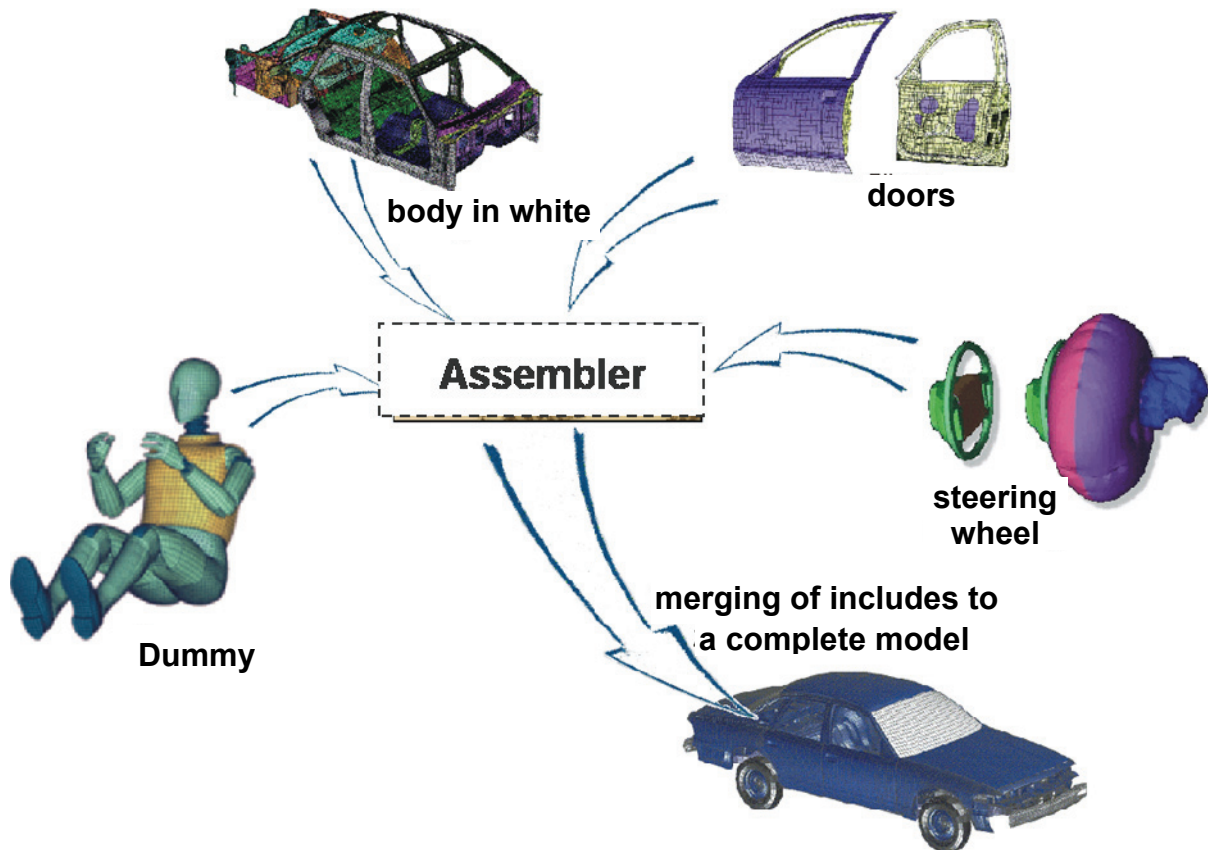 body in white
doors
Assembler
steering
wheel
Dummy
merging of includes to
a complete model